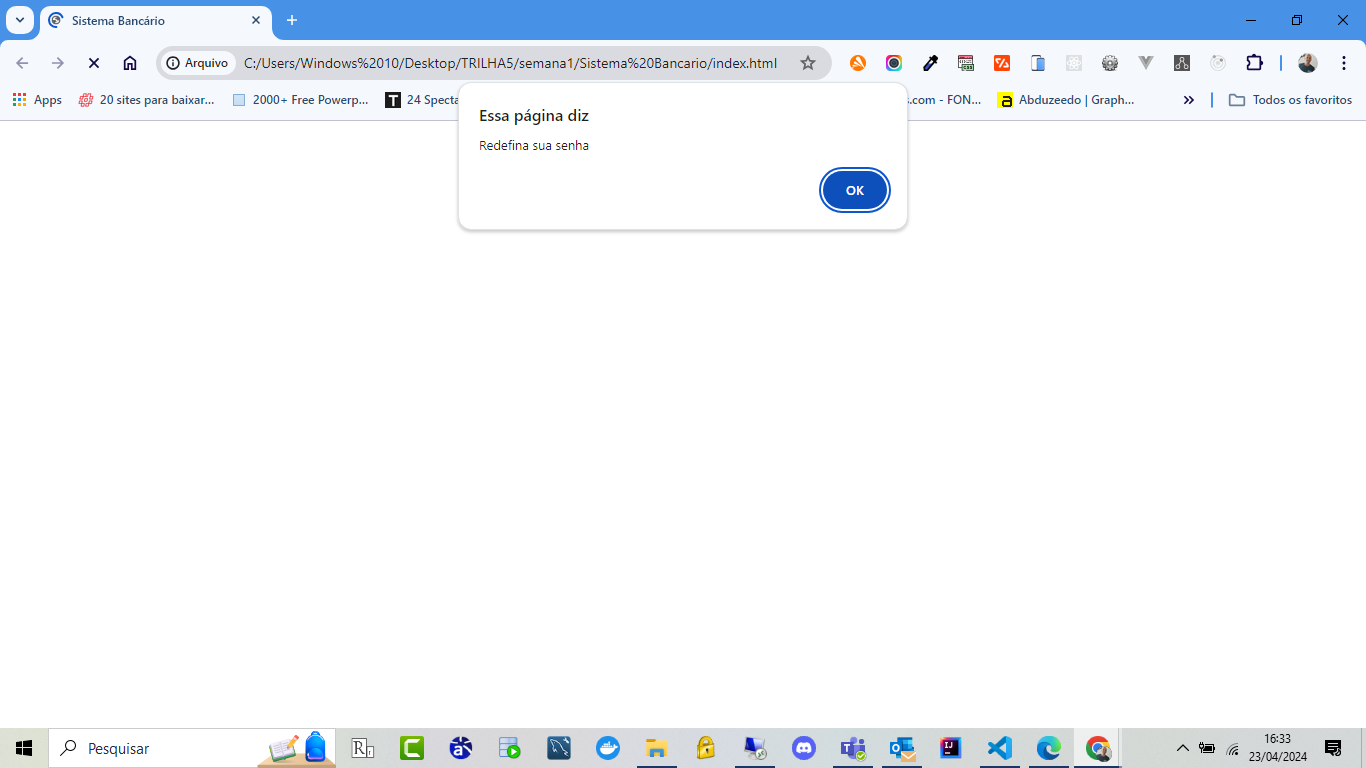 Sistema Bancário
Arquivo
C:/Users/Windows%2010/Desktop/TRILHA5/semana1/Sistema%20Bancario/index.html
Apps
20 sites para baixar...
2000+ Free Powerp...
24 Specta
s.com - FON...
a
Abduzeedo | Graph...
Todos os favoritos
Essa página diz
Redefina sua senha
OK
Pesquisar
16:33
23/04/2024